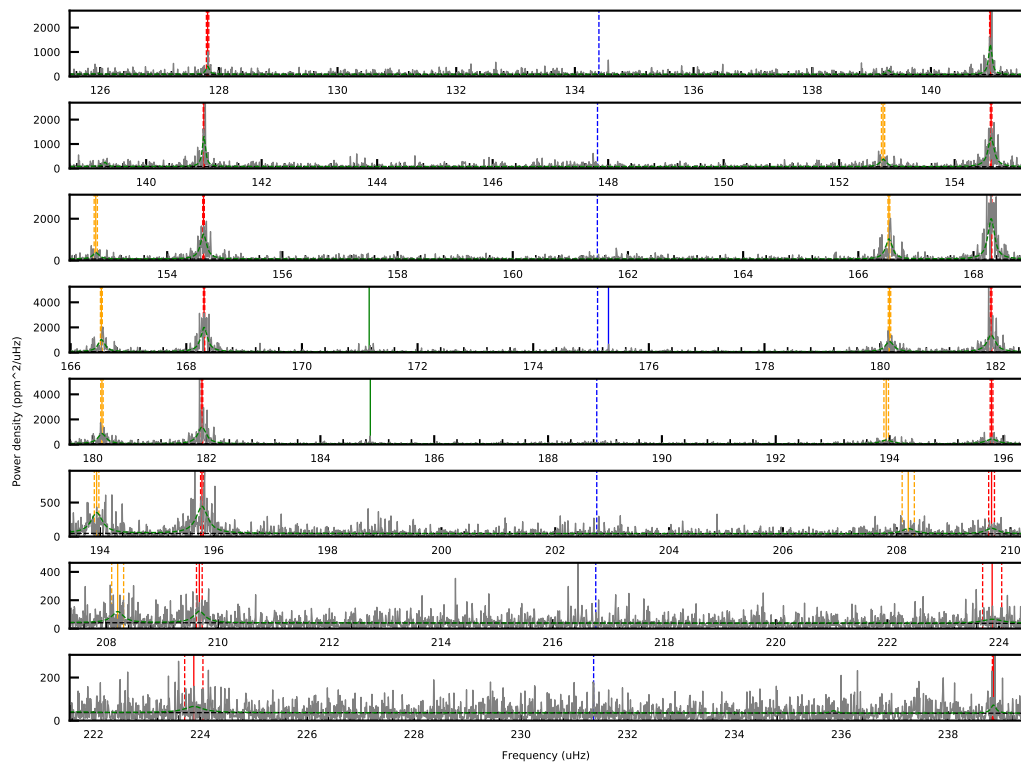 2000
1000
0
126 128 130 132 134 136 138 140
2000
1000
0
140 142 144 146 148 150 152 154
2000
0
154 156 158 160 162 164 166 168
4000
2000
0
166 168 170 172 174 176 178 180 182
4000
2000
0
180 182 184 186 188 190 192 194 196
500
0
194 196 198 200 202 204 206 208 210
400
200
0
208 210 212 214 216 218 220 222 224
200
0
222 224 226 228 230 232 234 236 238
Power density (ppm^2/uHz)
Frequency (uHz)